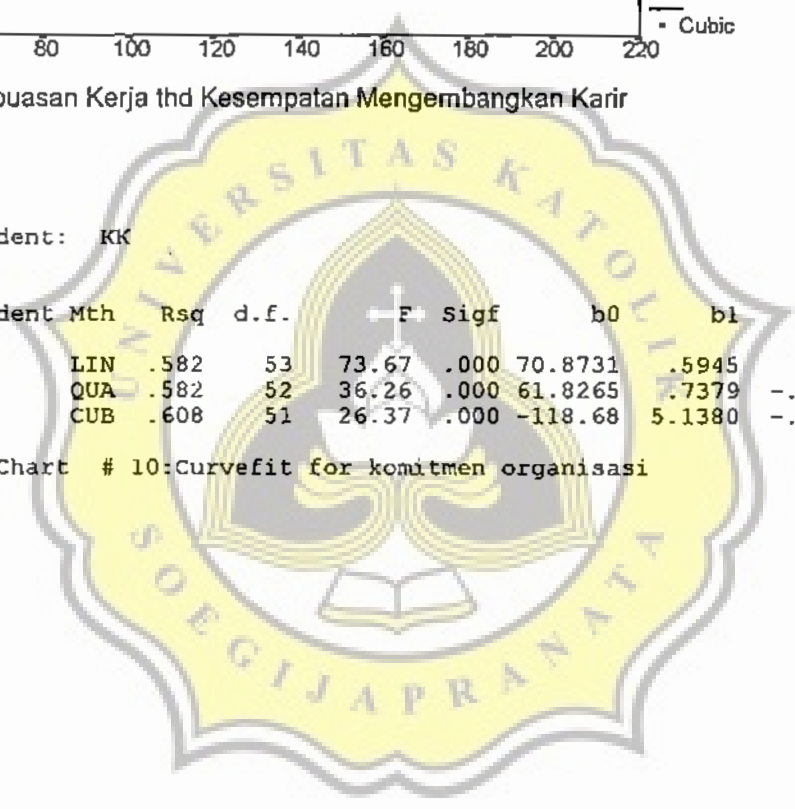 Cubic
80 100 120 140 160 180 200 220
Kerja thd Kesempatan Mengembangkan Karir
UNIVERSITAS KATOLIK
KK
Mth Rsq d.f. F Sigf b0 b1
LIN .582 53 73.67 .000 70.8731 .5945
QUA .582 52 36.26 .000 61.8265 .7379 -.
CUB .608 51 26.37 .000 -118.68 5.1380 -.
Chart # 10:Curvefit for komitmen organisasi
SOEGIJAPRANATA